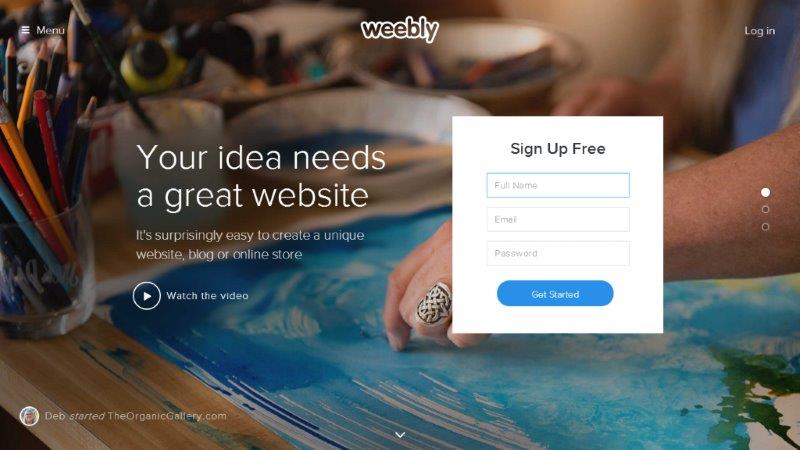 Menu
weebly
Log in
Your idea needs
a great website
It's surprisingly easy to create a unique
website, blog or online store
Watch the video
Sign Up Free
Full Name
Email
Password
Get Started
Deb started TheOrganicGallery.com